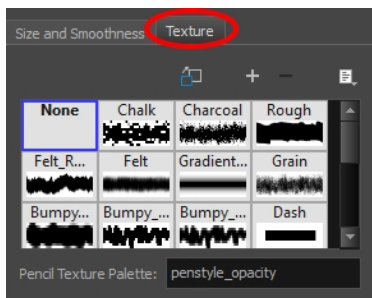 Size and Smoothness Texture
None Chalk Charcoal Rough
Felt_R... Felt Gradient... Grain
Bumpy... Bumpy_... Bumpy_... Dash
Pencil Texture Palette: penstyle_opacity